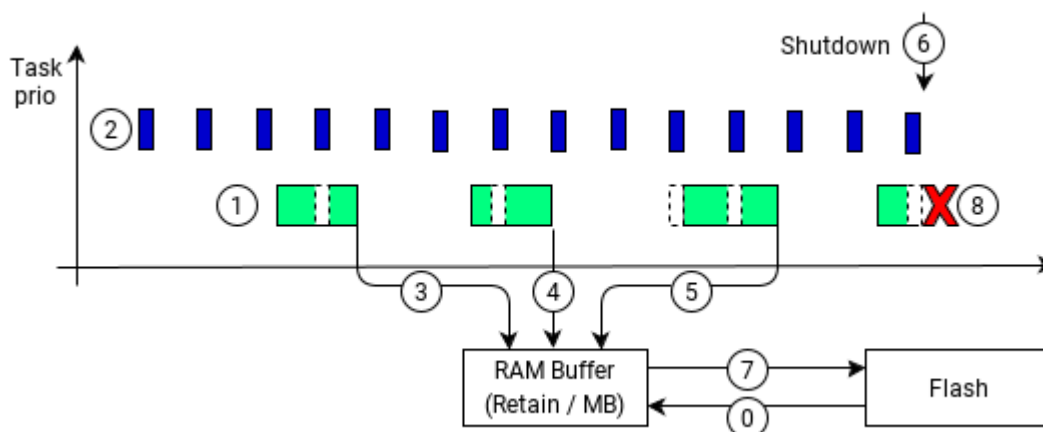 Shutdown
6
Task
prio
2
1
8
3
4
5
RAM Buffer
(Retain / MB)
7
0
Flash